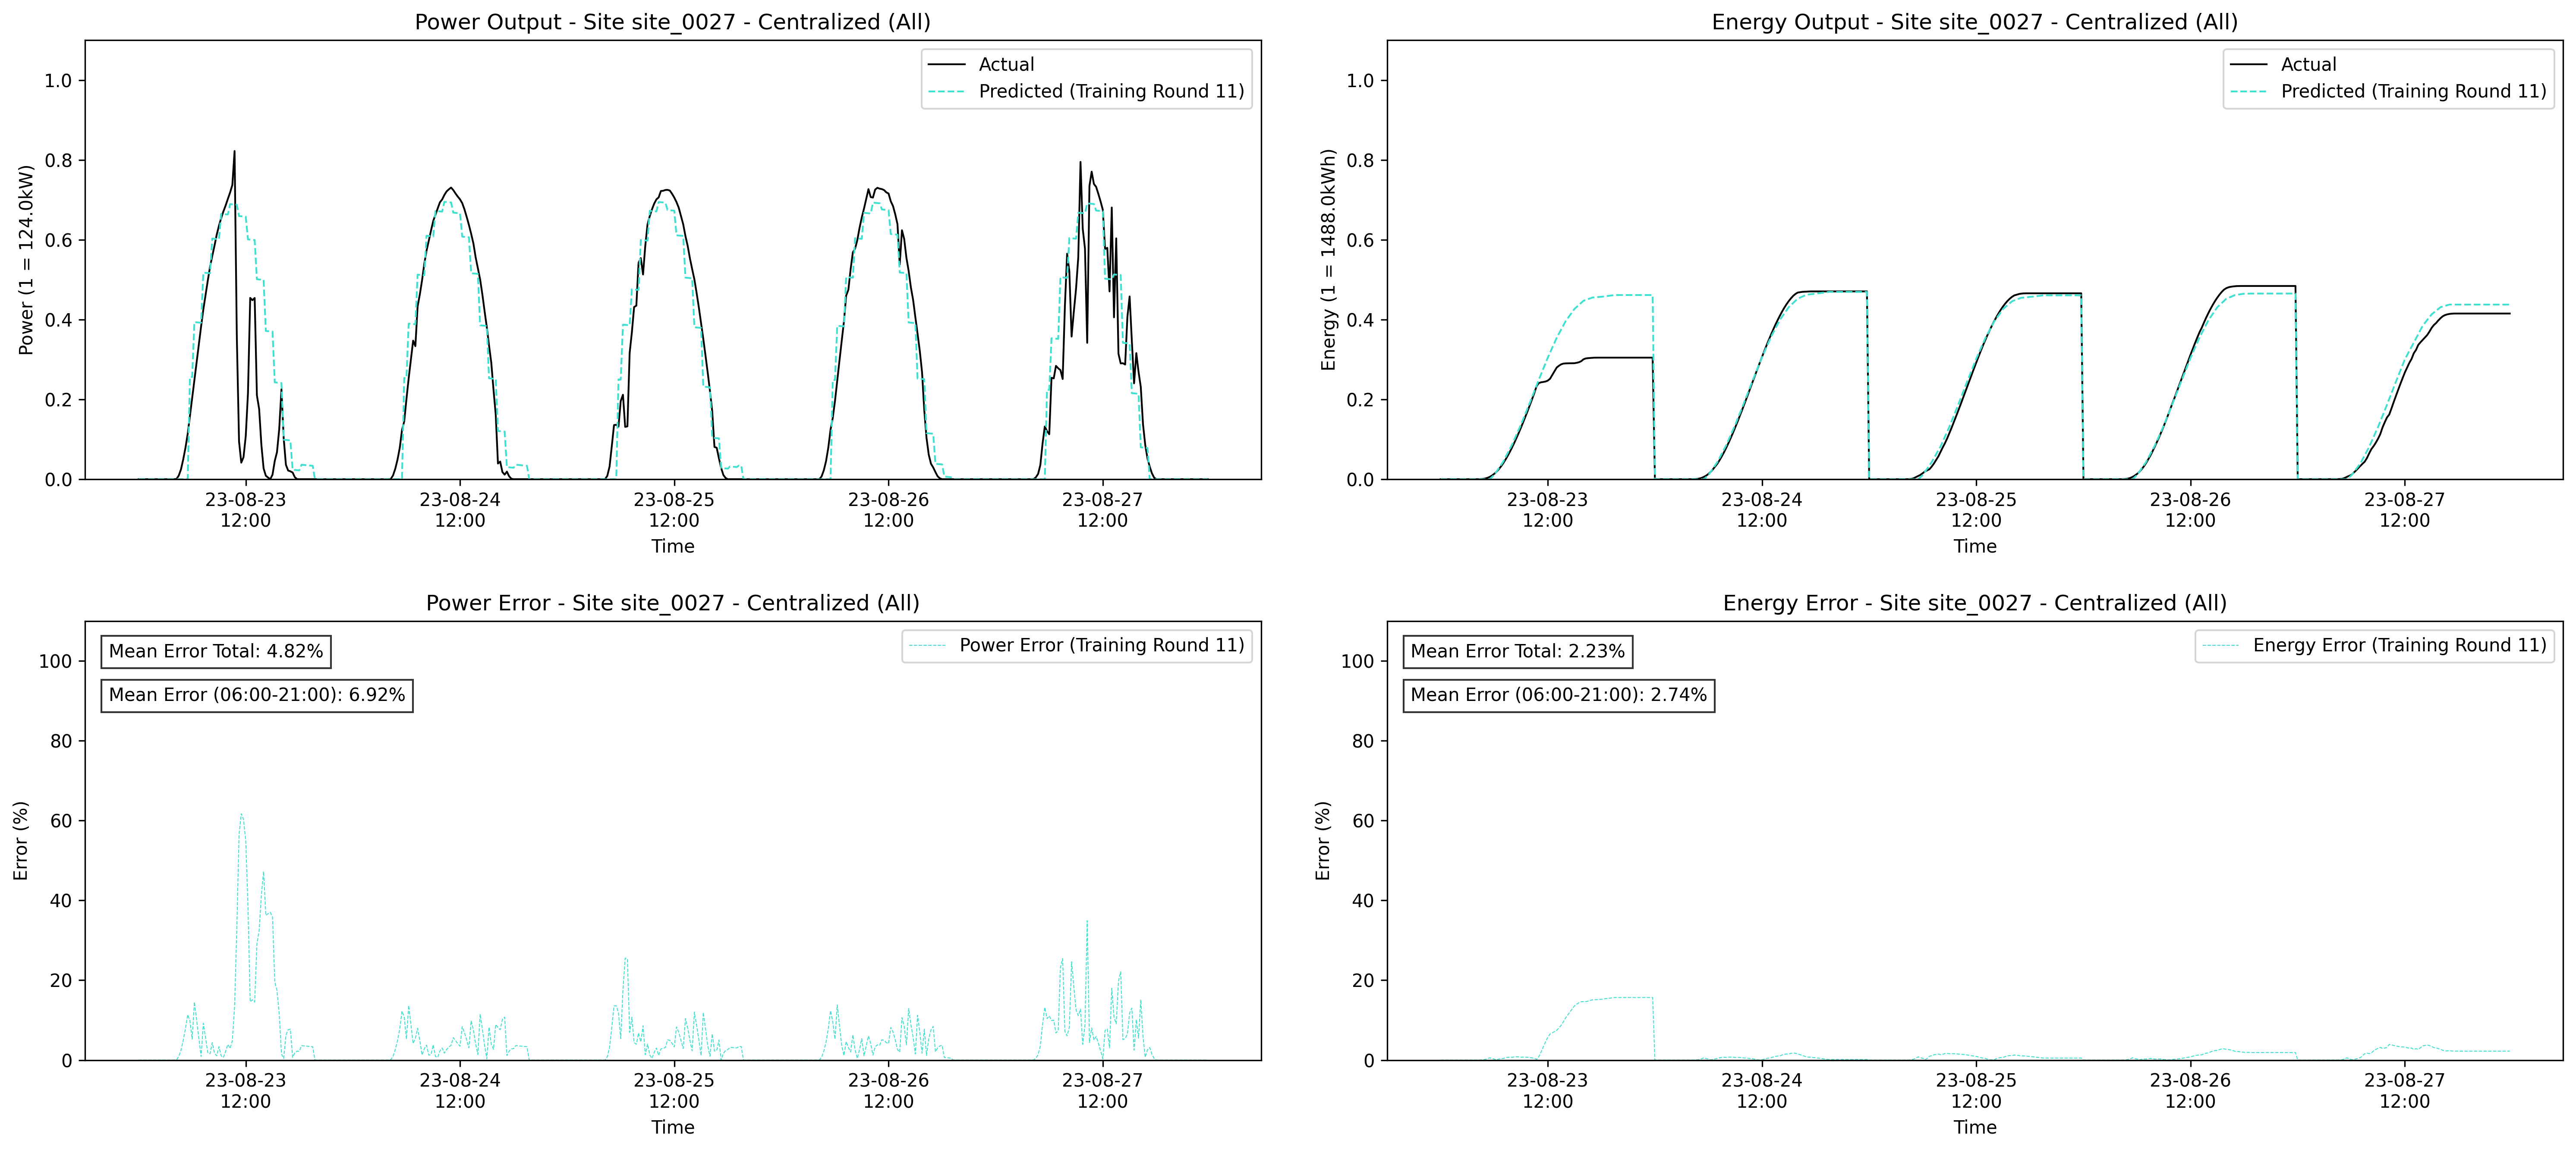 Power Output - Site site_0027 - Centralized (All)
Power (1 = 124.0kW)
1.0
0.8
0.6
0.4
0.2
0.0
Actual
Predicted (Training Round 11)
23-08-23
12:00
23-08-24
12:00
23-08-25
12:00
23-08-26
12:00
23-08-27
12:00
Time
Energy Output - Site site_0027 - Centralized (All)
Energy (1 = 1488.0kWh)
1.0
0.8
0.6
0.4
0.2
0.0
Actual
Predicted (Training Round 11)
23-08-23
12:00
23-08-24
12:00
23-08-25
12:00
23-08-26
12:00
23-08-27
12:00
Time
Power Error - Site site_0027 - Centralized (All)
Error (%)
100
80
60
40
20
0
Mean Error Total: 4.82%
Mean Error (06:00-21:00): 6.92%
Power Error (Training Round 11)
23-08-23
12:00
23-08-24
12:00
23-08-25
12:00
23-08-26
12:00
23-08-27
12:00
Time
Energy Error - Site site_0027 - Centralized (All)
Error (%)
100
80
60
40
20
0
Mean Error Total: 2.23%
Mean Error (06:00-21:00): 2.74%
Energy Error (Training Round 11)
23-08-23
12:00
23-08-24
12:00
23-08-25
12:00
23-08-26
12:00
23-08-27
12:00
Time